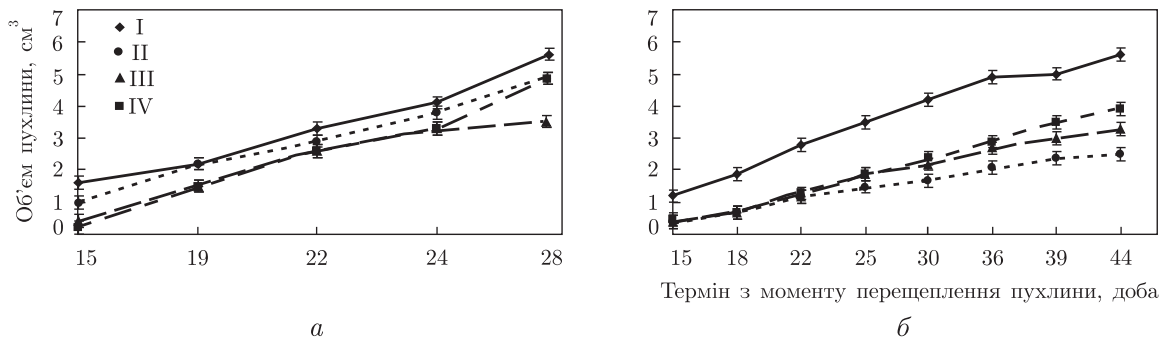 Об'єм пухлини, см³
7
6
5
4
3
2
1
0
I
II
III
IV
15 19 22 24 28
а
7
6
5
4
3
2
1
0
15 18 22 25 30 36 39 44
Термін з моменту перещеплення пухлини, доба
б